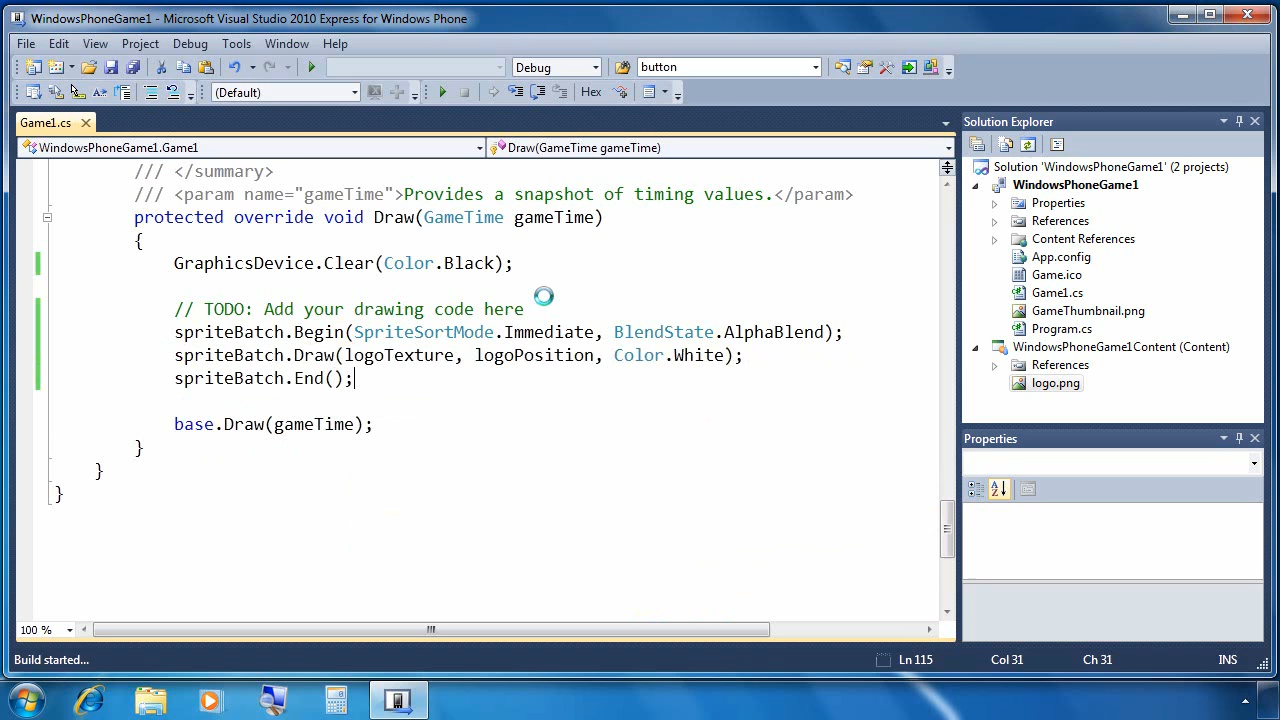 WindowsPhoneGame1 - Microsoft Visual Studio 2010 Express for Windows Phone
File Edit View Project Debug Tools Window Help
Debug button
(Default) Hex
Game1.cs
WindowsPhoneGame1.Game1 Draw(GameTime gameTime)
/// </summary>
/// <param name="gameTime">Provides a snapshot of timing values.</param>
protected override void Draw(GameTime gameTime)
{
GraphicsDevice.Clear(Color.Black);
// TODO: Add your drawing code here
spriteBatch.Begin(SpriteSortMode.Immediate, BlendState.AlphaBlend);
spriteBatch.Draw(logoTexture, logoPosition, Color.White);
spriteBatch.End();
base.Draw(gameTime);
}
}
}
100 %
Solution Explorer
Solution 'WindowsPhoneGame1' (2 projects)
WindowsPhoneGame1
Properties
References
Content References
App.config
Game.ico
Game1.cs
GameThumbnail.png
Program.cs
WindowsPhoneGame1Content (Content)
References
logo.png
Properties
Build started... Ln 115 Col 31 Ch 31 INS